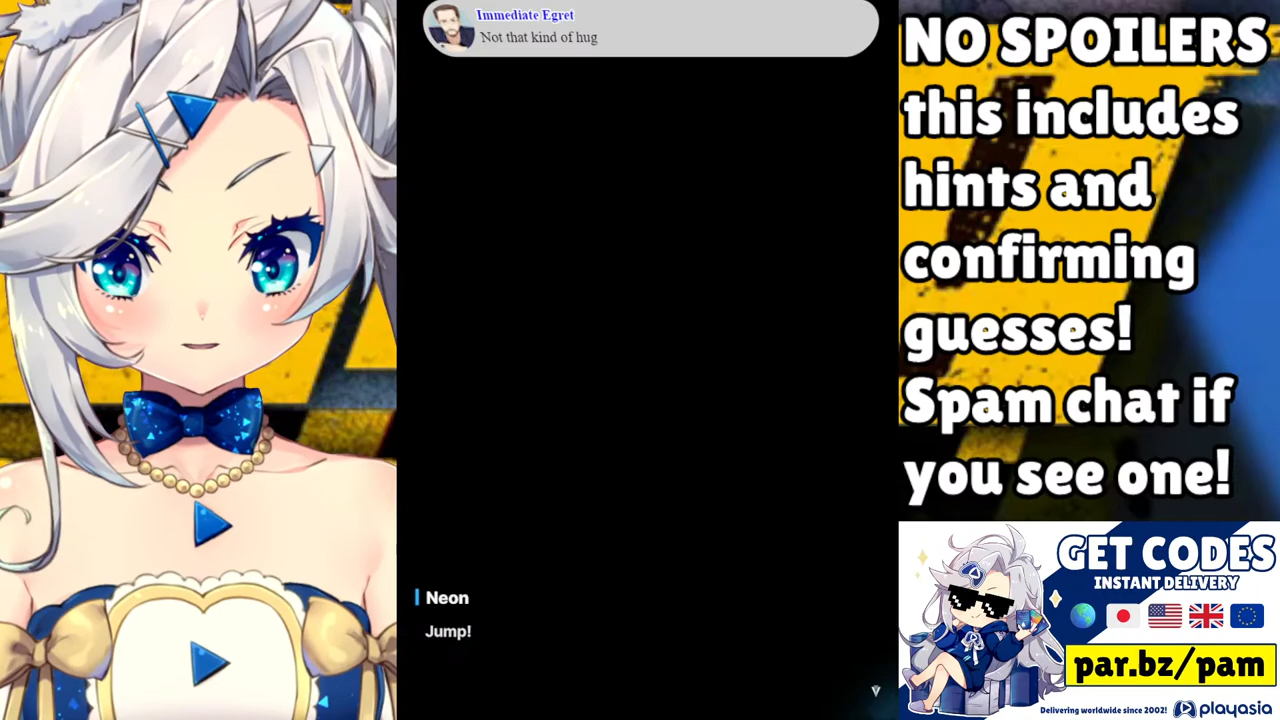 Immediate Egret
Not that kind of hug
Neon
Jump!
NO SPOILERS
this includes
hints and
confirming
guesses!
Spam chat if
you see one!
GET CODES
INSTANT DELIVERY
par.bz/pam
Delivering worldwide since 2002! playasia